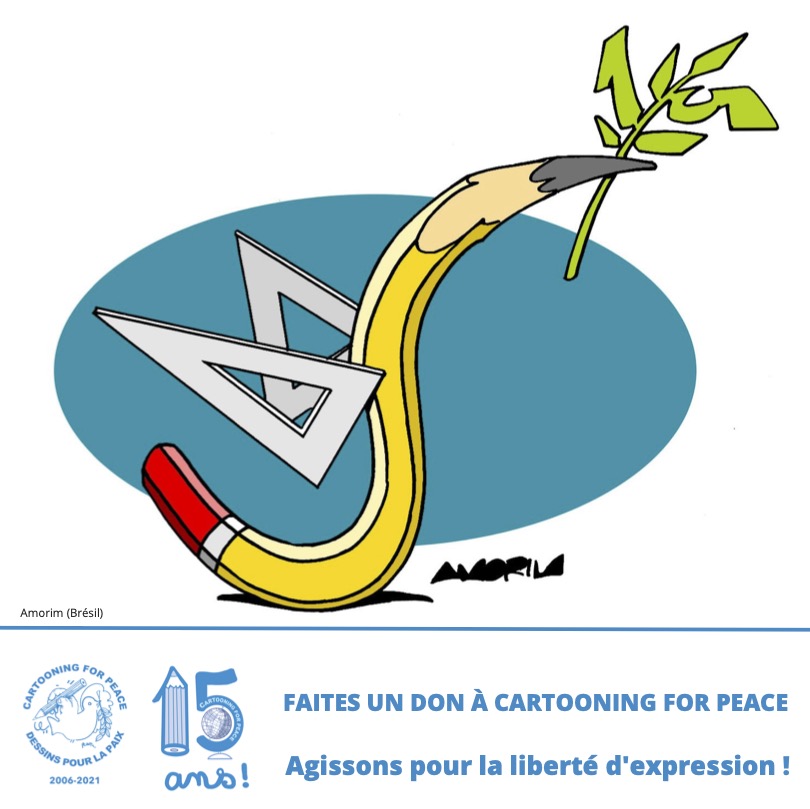 15
AMORIM
Amorim (Brésil)
CARTOONING FOR PEACE
DESSINS POUR LA PAIX
2006-2021
15
CARTOONING FOR PEACE
ans!
FAITES UN DON À CARTOONING FOR PEACE
Agissons pour la liberté d'expression !